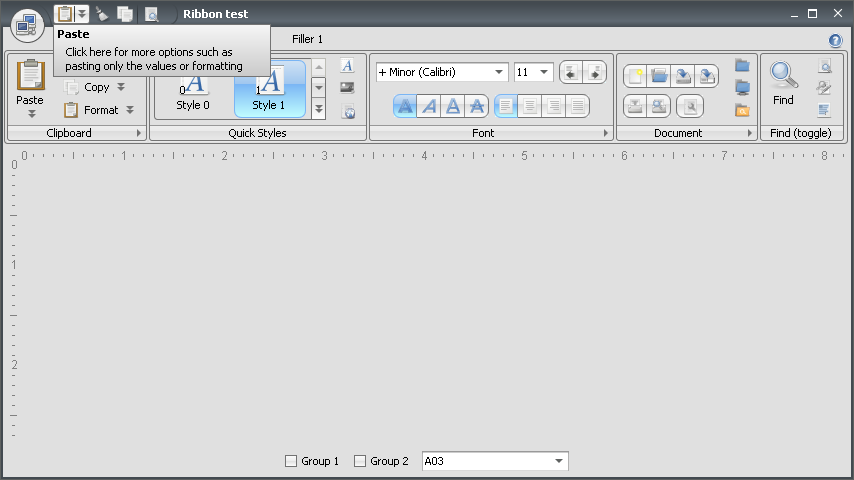 Ribbon test
Paste
Click here for more options such as
pasting only the values or formatting
Filler 1
Paste
Copy
Format
Clipboard
0
Style 0
1
Style 1
Quick Styles
+ Minor (Calibri)
11
A A A A
Font
Document
Find
Find (toggle)
0 1 2 3 4 5 6 7 8
0
1
2
Group 1
Group 2
A03